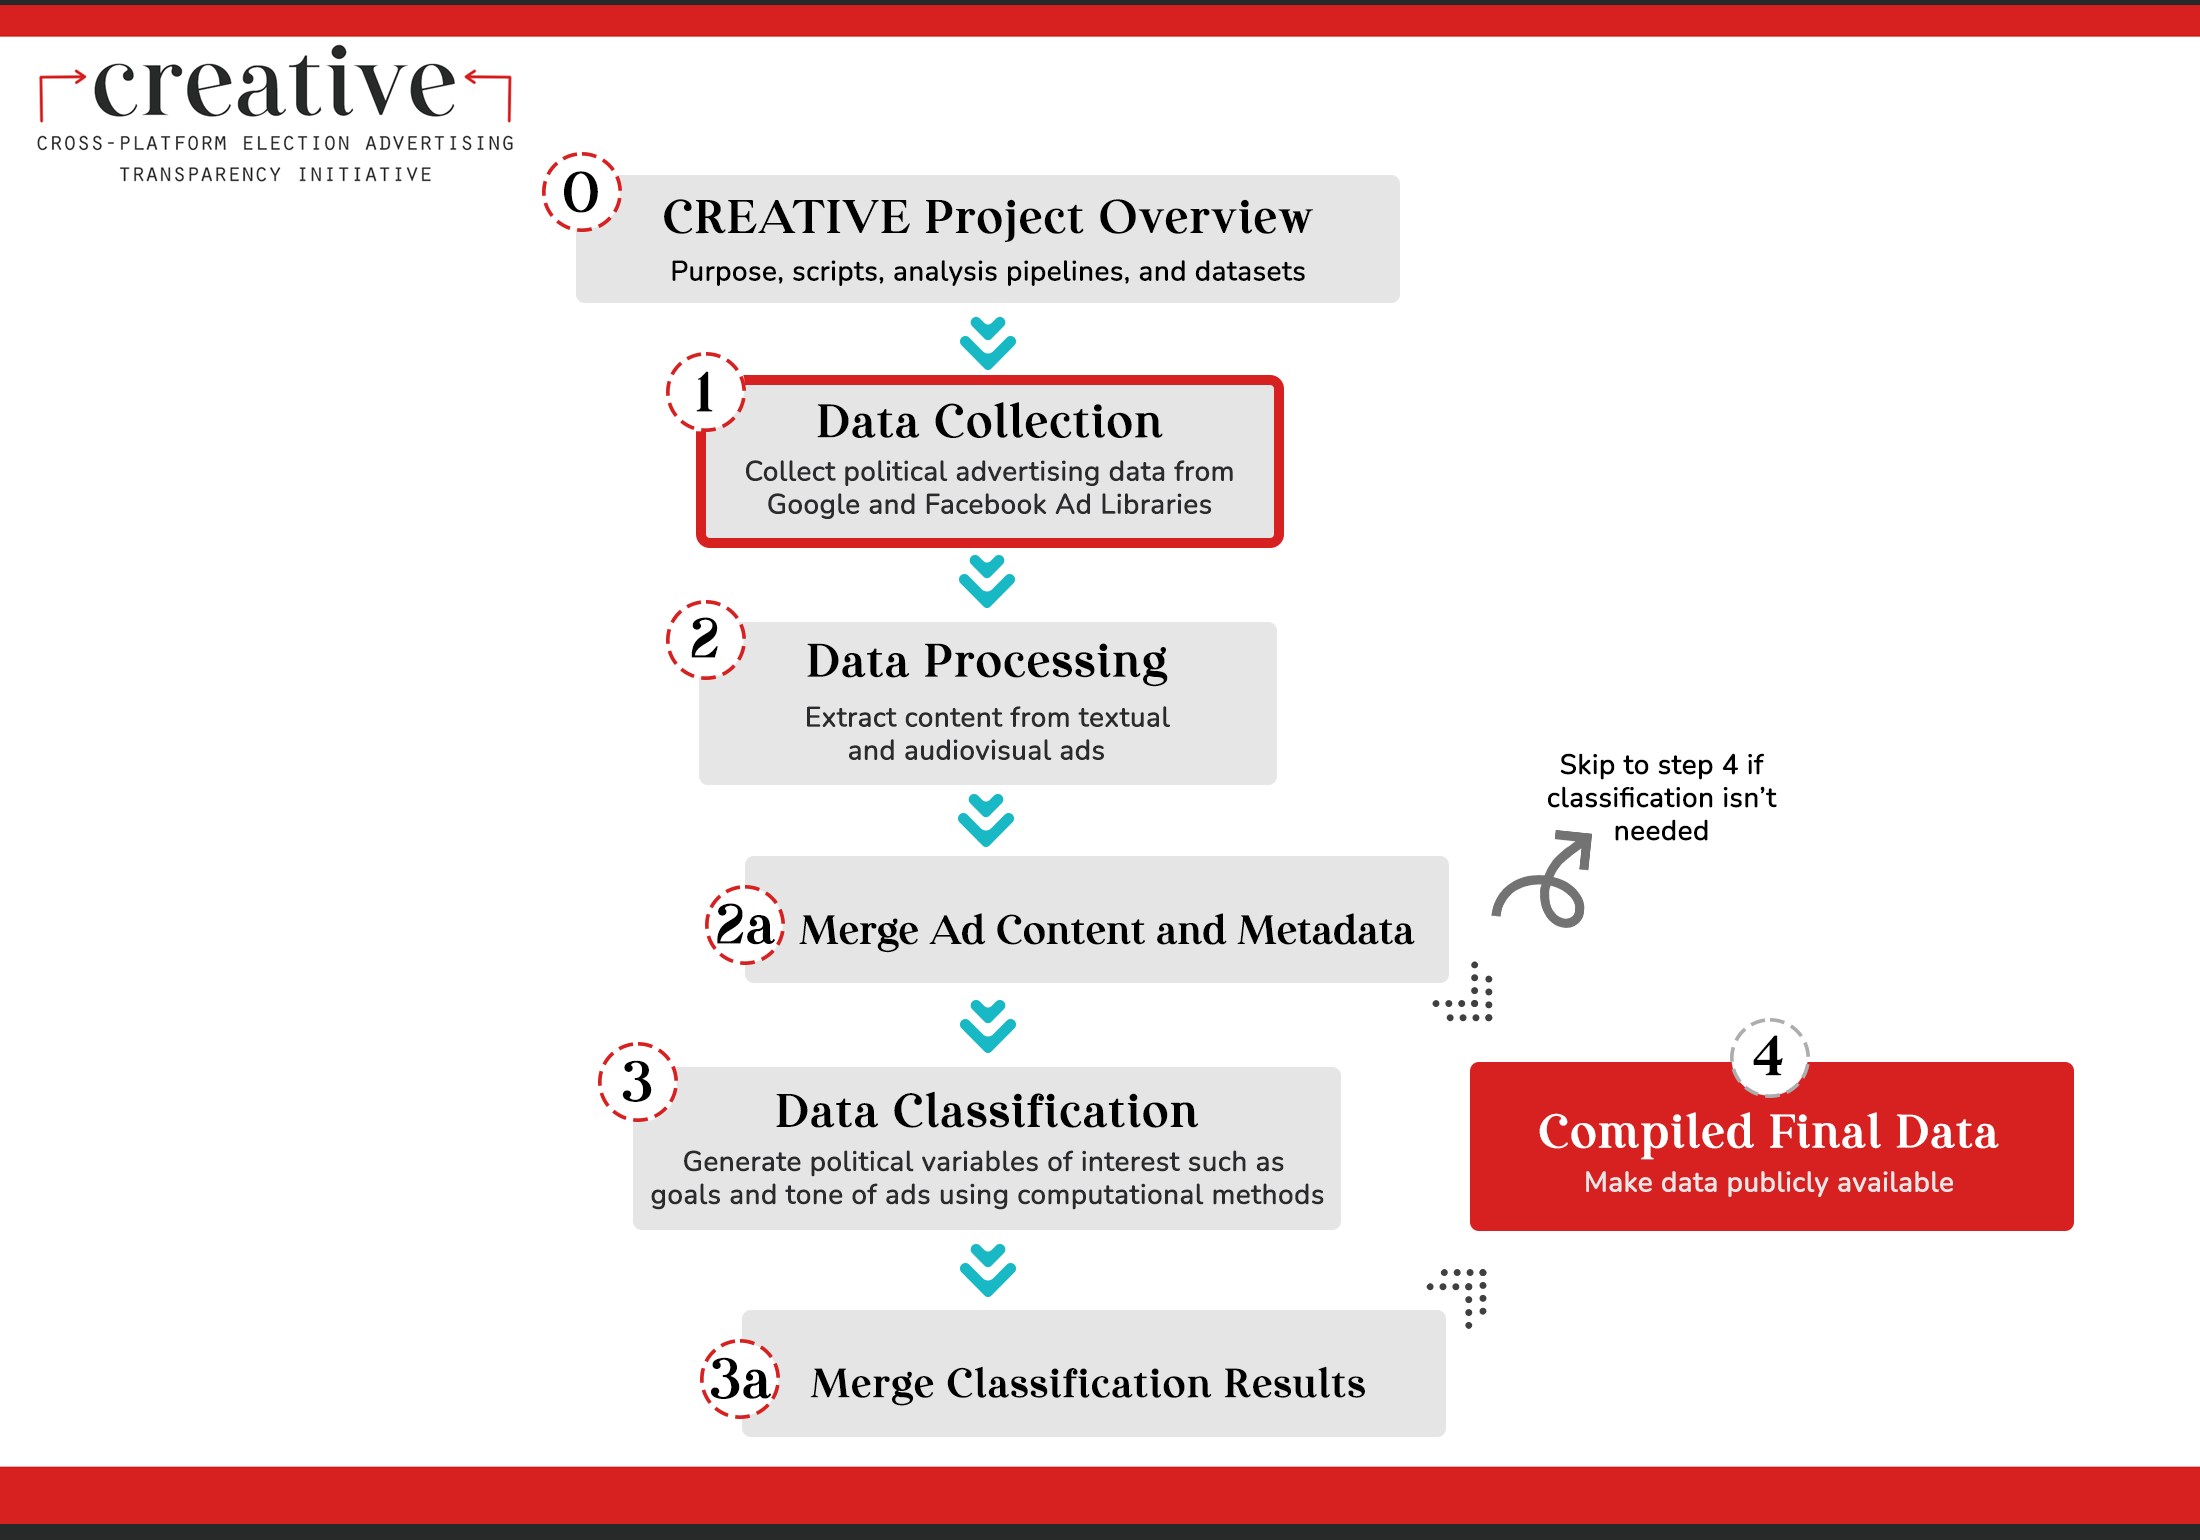 creative
CROSS-PLATFORM ELECTION ADVERTISING
TRANSPARENCY INITIATIVE
0
CREATIVE Project Overview
Purpose, scripts, analysis pipelines, and datasets
1
Data Collection
Collect political advertising data from
Google and Facebook Ad Libraries
2
Data Processing
Extract content from textual
and audiovisual ads
Skip to step 4 if
classification isn’t
needed
2a
Merge Ad Content and Metadata
3
Data Classification
Generate political variables of interest such as
goals and tone of ads using computational methods
4
Compiled Final Data
Make data publicly available
3a
Merge Classification Results